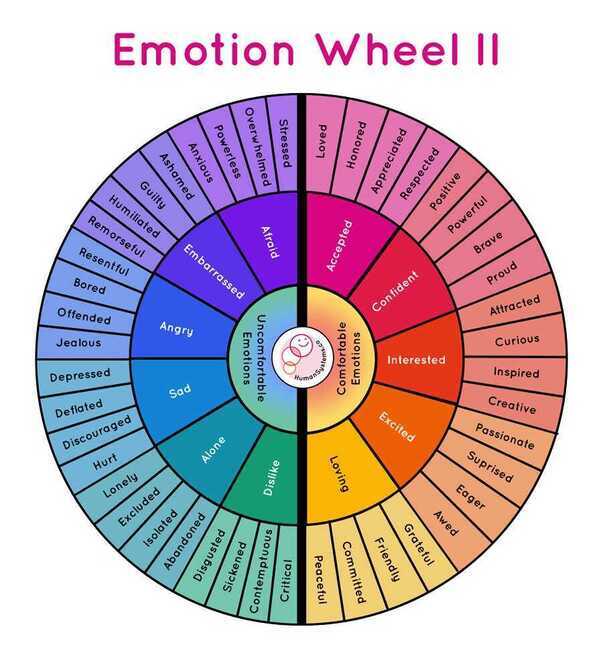 Emotion Wheel II
Uncomfortable
Emotions
Comfortable
Emotions
HumanSystems.co
Accepted
Loved
Honored
Appreciated
Respected
Confident
Positive
Powerful
Brave
Proud
Interested
Attracted
Curious
Inspired
Creative
Excited
Passionate
Suprised
Eager
Awed
Loving
Grateful
Friendly
Committed
Peaceful
Dislike
Critical
Contemptuous
Sickened
Disgusted
Alone
Abandoned
Isolated
Excluded
Lonely
Sad
Hurt
Discouraged
Deflated
Depressed
Angry
Jealous
Offended
Bored
Resentful
Embarrassed
Remorseful
Humiliated
Guilty
Ashamed
Afraid
Anxious
Powerless
Overwhelmed
Stressed